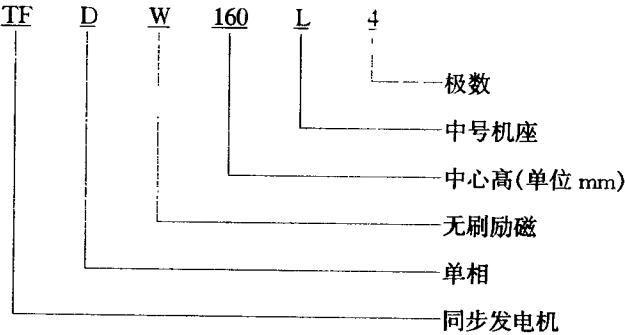 TF D W 160 L 4
极数
中号机座
中心高(单位 mm)
无刷励磁
单相
同步发电机